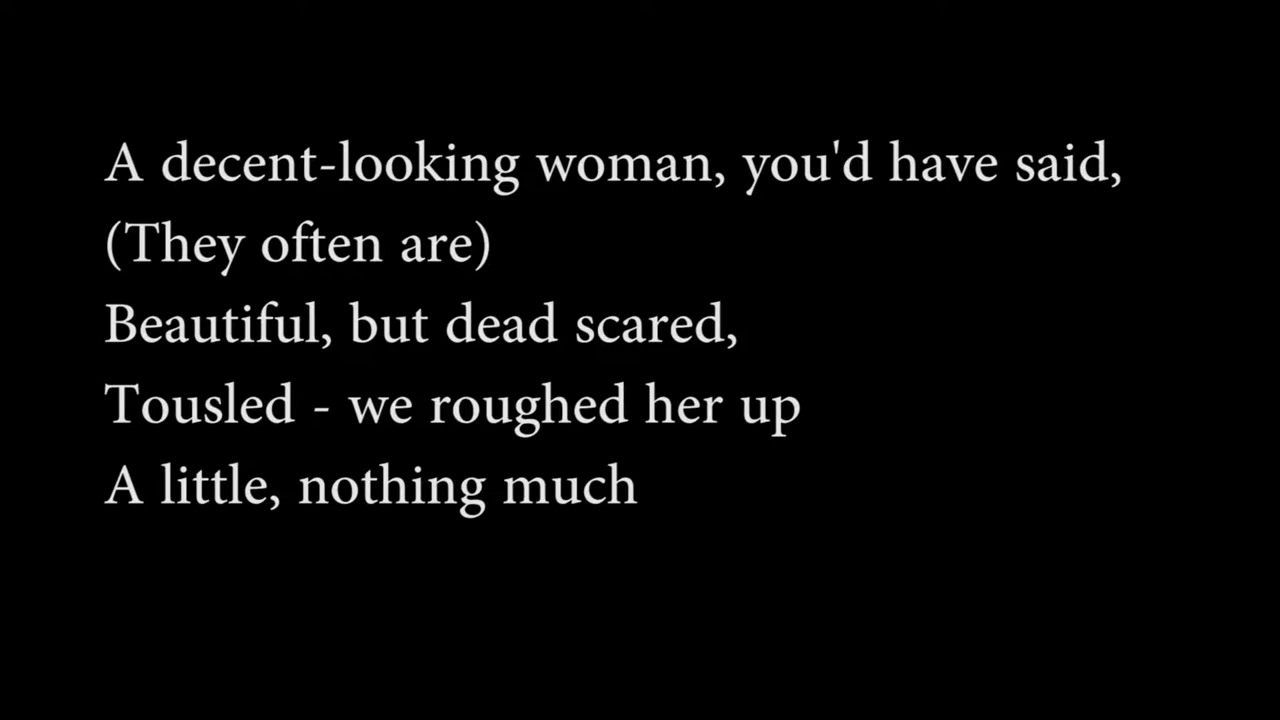 A decent-looking woman, you'd have said,
(They often are)
Beautiful, but dead scared,
Tousled - we roughed her up
A little, nothing much